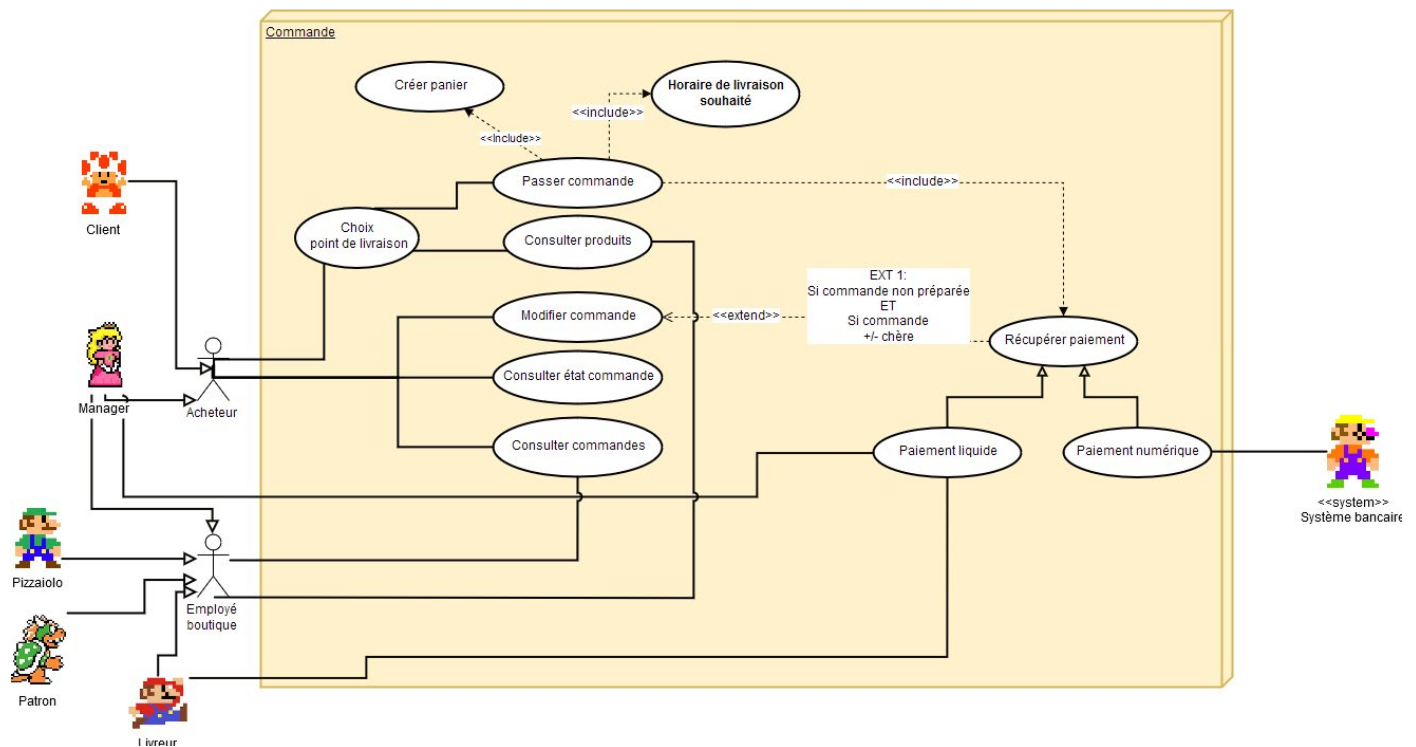 Commande
Créer panier
Horaire de livraison
souhaité
<<include>>
<<Include>>
Passer commande
<<include>>
Client
Choix
point de livraison
Consulter produits
EXT 1:
Si commande non préparée
ET
Si commande
+/- chère
Modifier commande
<<extend>>
Récupérer paiement
Consulter état commande
Manager
Acheteur
Consulter commandes
Paiement liquide
Paiement numérique
<<system>>
Système bancaire
Pizzaiolo
Employé
boutique
Patron
Livreur